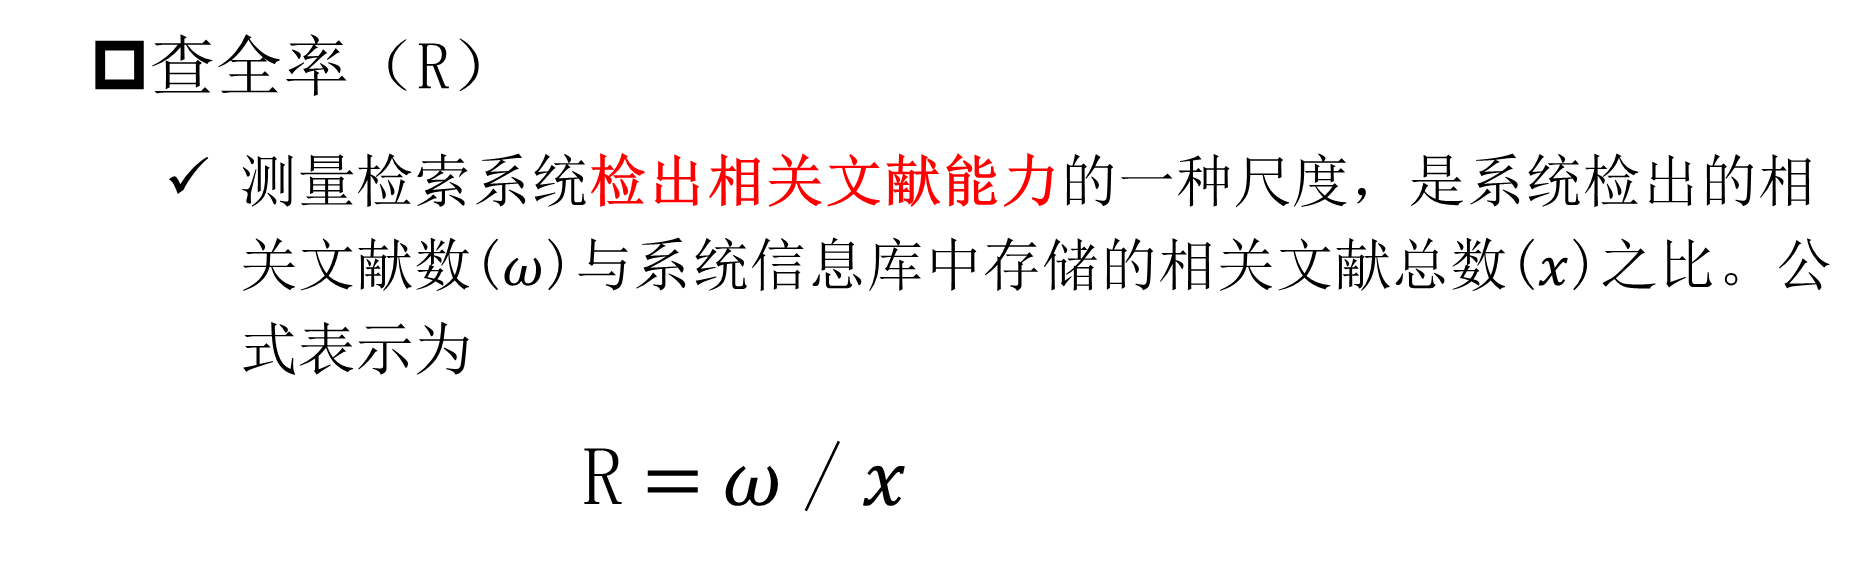 查全率（R）
测量检索系统检出相关文献能力的一种尺度，是系统检出的相
关文献数(ω)与系统信息库中存储的相关文献总数(x)之比。公
式表示为
R = ω / x